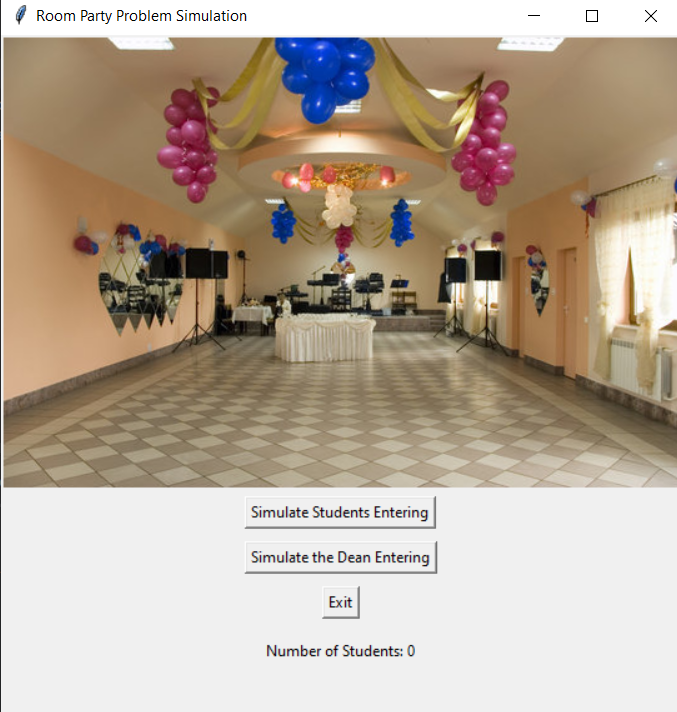 Room Party Problem Simulation
Simulate Students Entering
Simulate the Dean Entering
Exit
Number of Students: 0